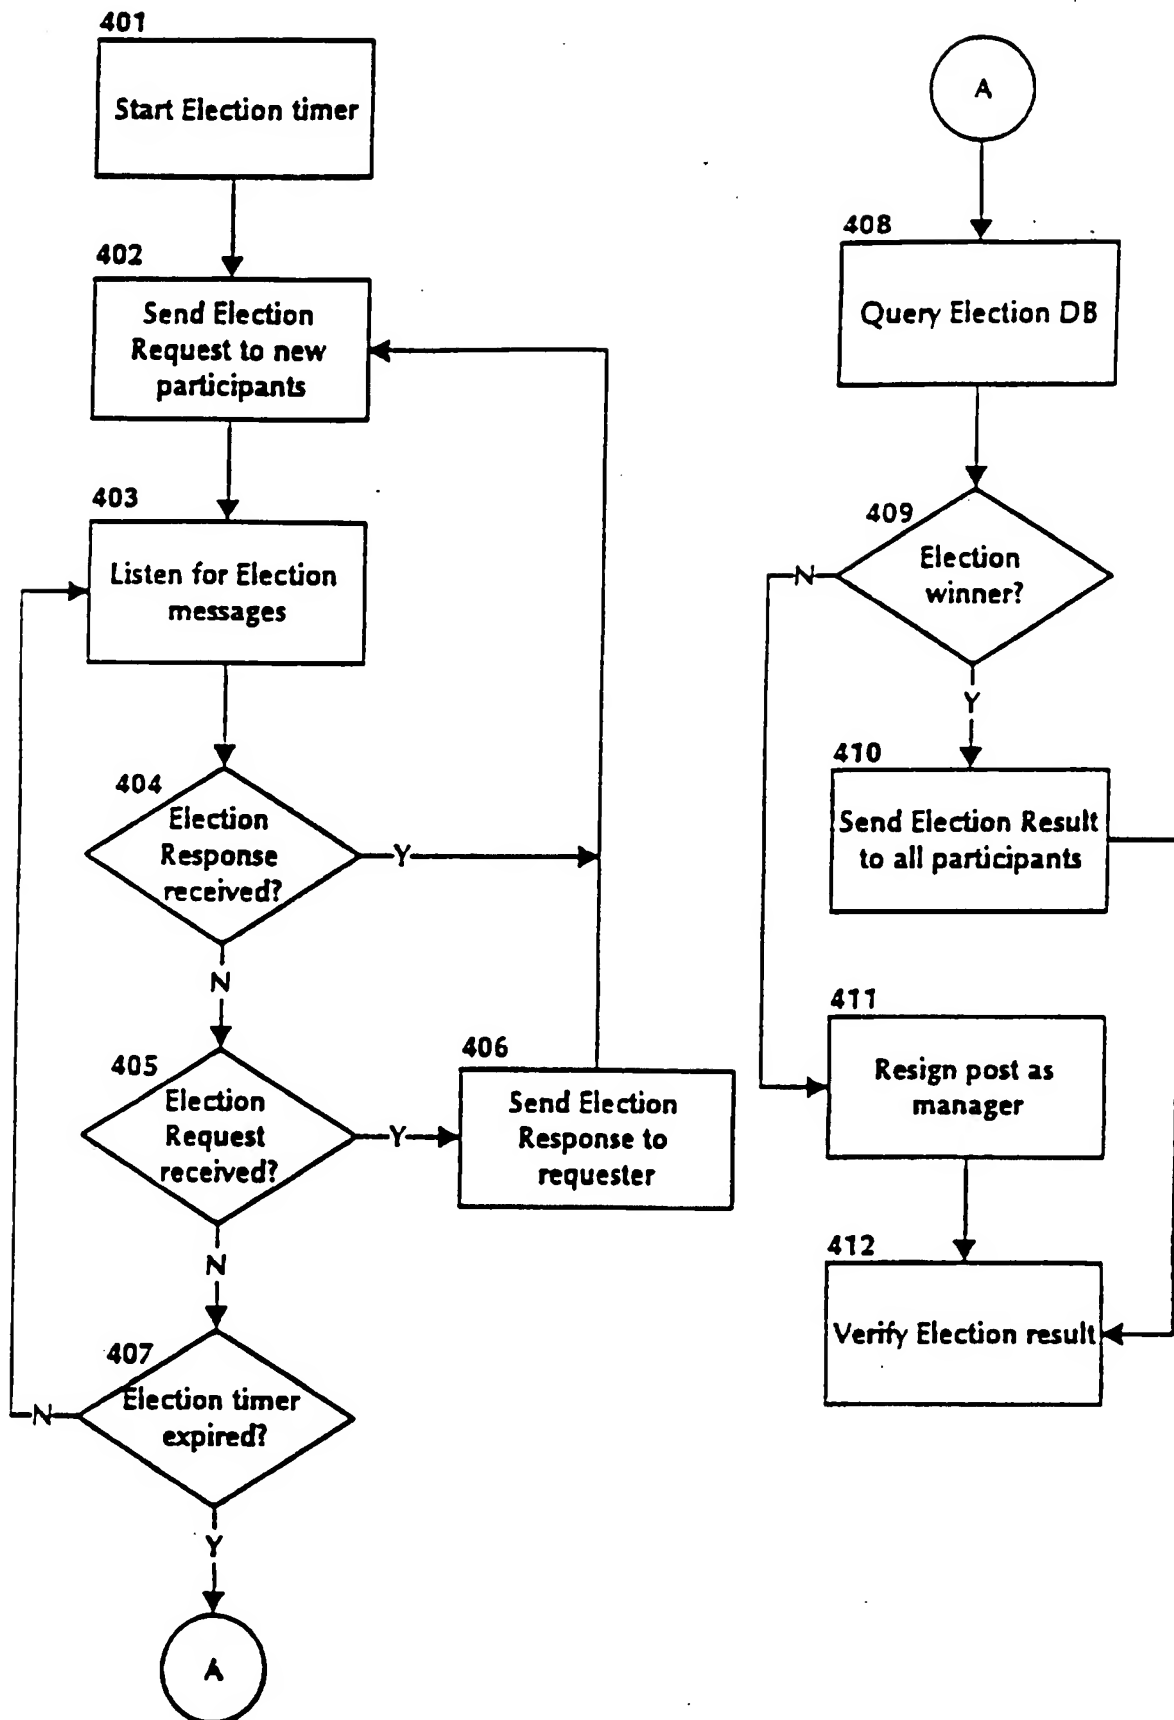 401
Start Election timer
402
Send Election
Request to new
participants
403
Listen for Election
messages
404
Election
Response
received?
Y
N
405
Election
Request
received?
Y
406
Send Election
Response to
requester
N
407
Election timer
expired?
N
Y
A
A
408
Query Election DB
409
Election
winner?
N
Y
410
Send Election Result
to all participants
411
Resign post as
manager
412
Verify Election result